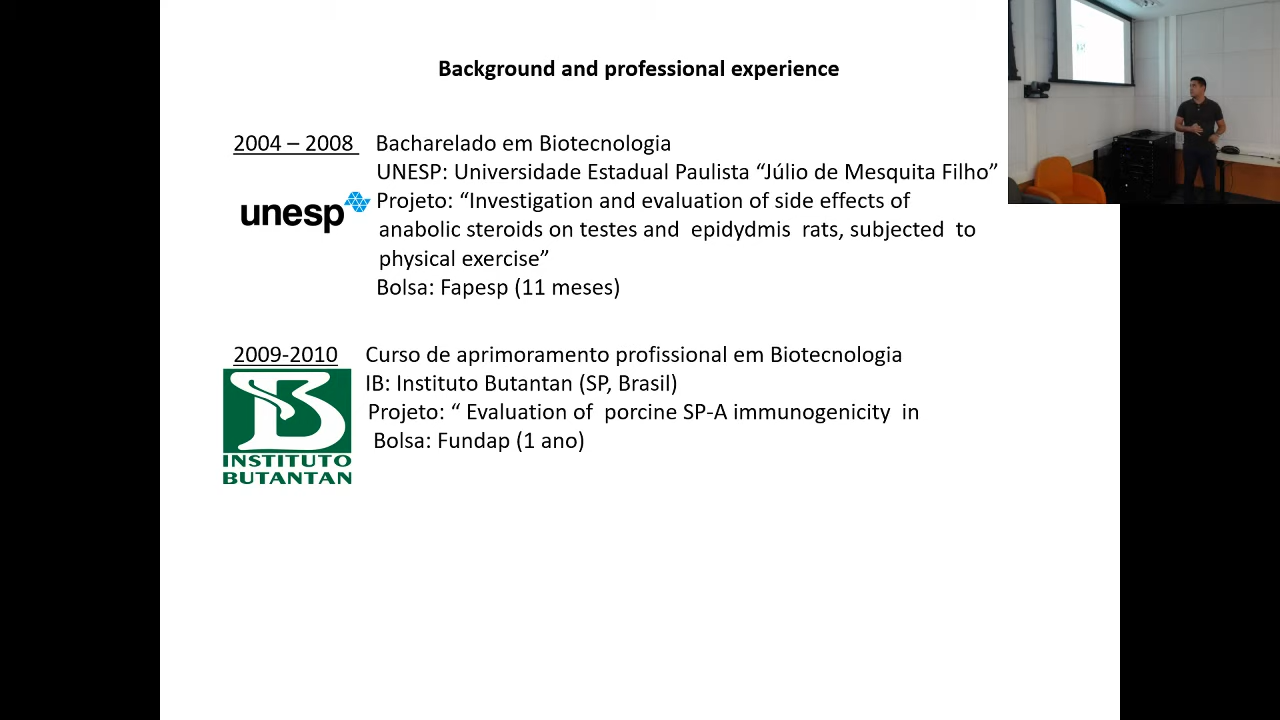 Background and professional experience
2004 – 2008 Bacharelado em Biotecnologia
UNESP: Universidade Estadual Paulista “Júlio de Mesquita Filho”
unesp
Projeto: “Investigation and evaluation of side effects of
anabolic steroids on testes and epidydmis rats, subjected to
physical exercise”
Bolsa: Fapesp (11 meses)
2009-2010 Curso de aprimoramento profissional em Biotecnologia
IB: Instituto Butantan (SP, Brasil)
Projeto: “ Evaluation of porcine SP-A immunogenicity in
Bolsa: Fundap (1 ano)
INSTITUTO
BUTANTAN